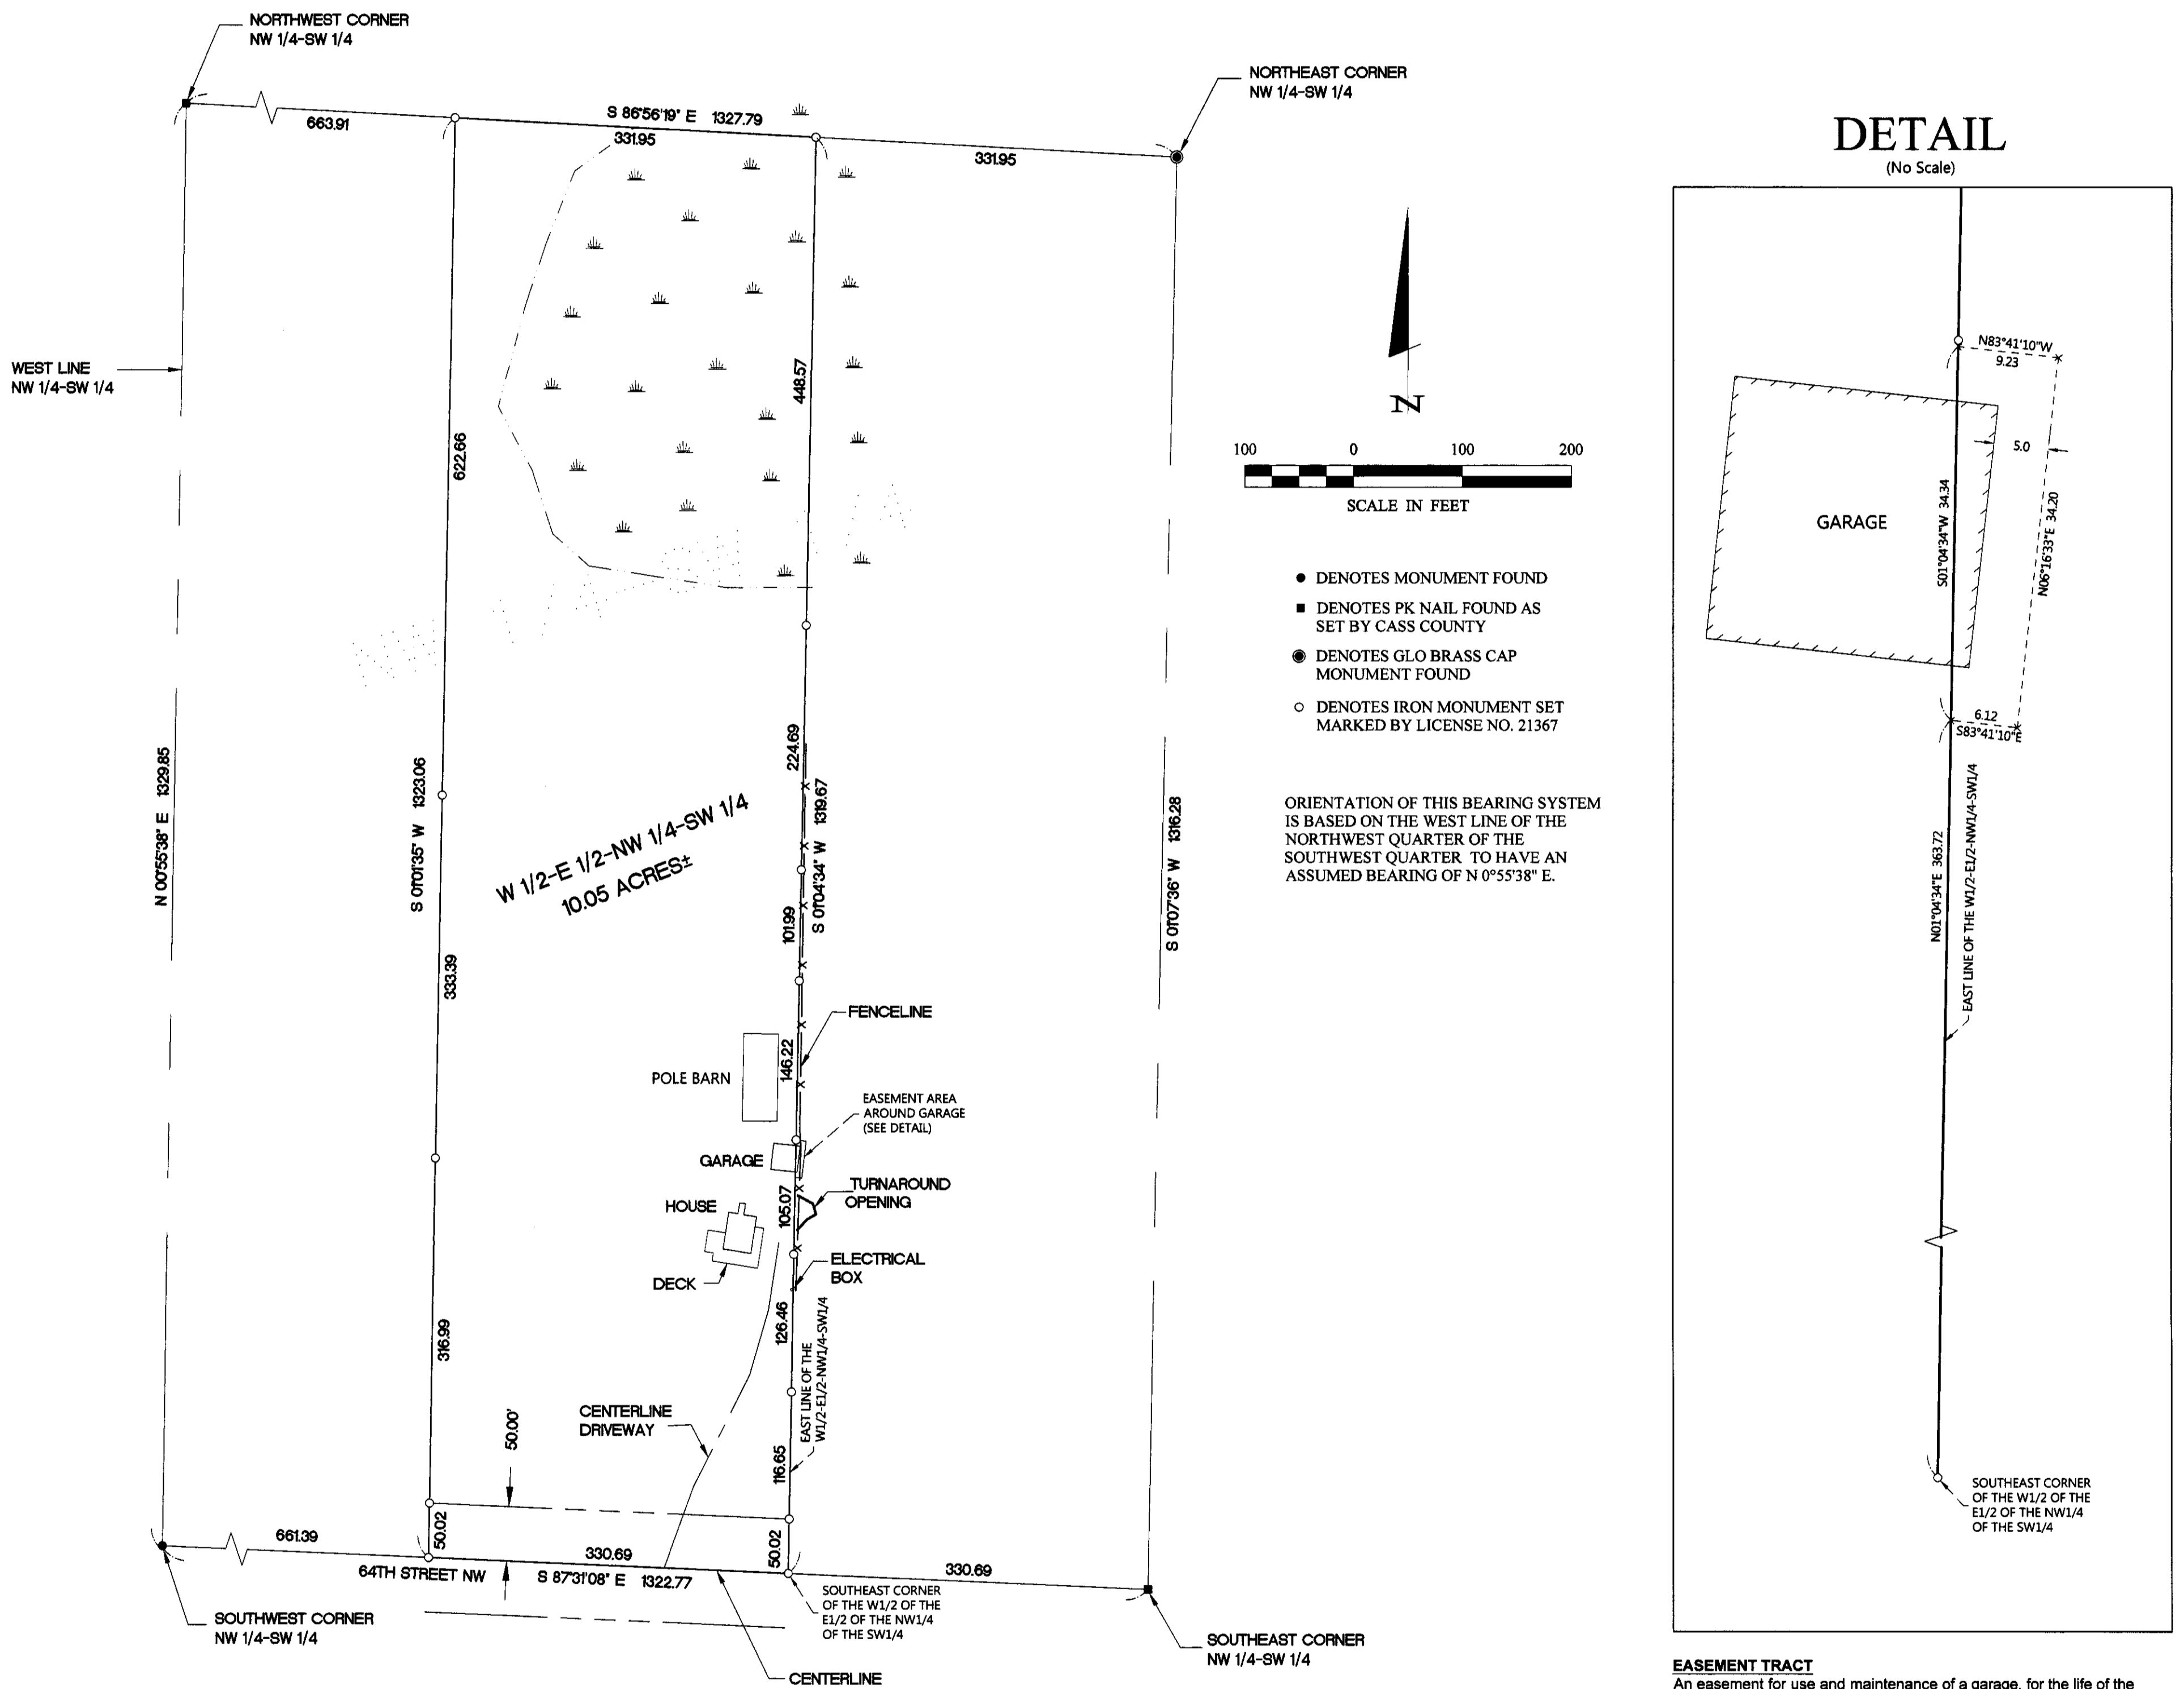 NORTHWEST CORNER
NW 1/4-SW 1/4
NORTHEAST CORNER
NW 1/4-SW 1/4
S 86°56'19" E 1327.79
663.91
331.95
331.95
WEST LINE
NW 1/4-SW 1/4
448.57
622.66
N
100 0 100 200
SCALE IN FEET
DENOTES MONUMENT FOUND
DENOTES PK NAIL FOUND AS
SET BY CASS COUNTY
DENOTES GLO BRASS CAP
MONUMENT FOUND
DENOTES IRON MONUMENT SET
MARKED BY LICENSE NO. 21367
ORIENTATION OF THIS BEARING SYSTEM
IS BASED ON THE WEST LINE OF THE
NORTHWEST QUARTER OF THE
SOUTHWEST QUARTER TO HAVE AN
ASSUMED BEARING OF N 0°55'38" E.
N 00°55'38" E 1329.85
S 01°01'35" W 1323.06
224.69
S 01°04'34" W 1319.67
S 01°07'36" W 1316.28
W 1/2-E 1/2-NW 1/4-SW 1/4
10.05 ACRES±
101.99
333.39
FENCELINE
146.22
POLE BARN
EASEMENT AREA
AROUND GARAGE
(SEE DETAIL)
GARAGE
TURNAROUND
OPENING
105.07
HOUSE
DECK
ELECTRICAL
BOX
126.46
316.99
EAST LINE OF THE
W1/2-E1/2-NW1/4-SW1/4
CENTERLINE
DRIVEWAY
50.00'
116.65
50.02
50.02
661.39
330.69
330.69
64TH STREET NW
S 87°31'08" E 1322.77
SOUTHEAST CORNER
OF THE W1/2 OF THE
E1/2 OF THE NW1/4
OF THE SW1/4
SOUTHWEST CORNER
NW 1/4-SW 1/4
SOUTHEAST CORNER
NW 1/4-SW 1/4
CENTERLINE
DETAIL
(No Scale)
N83°41'10"W
9.23
5.0
GARAGE
S01°04'34"W 34.34
N06°16'33"E 34.20
6.12
S83°41'10"E
N01°04'34"E 363.72
EAST LINE OF THE W1/2-E1/2-NW1/4-SW1/4
SOUTHEAST CORNER
OF THE W1/2 OF THE
E1/2 OF THE NW1/4
OF THE SW1/4
EASEMENT TRACT
An easement for use and maintenance of a garage, for the life of the